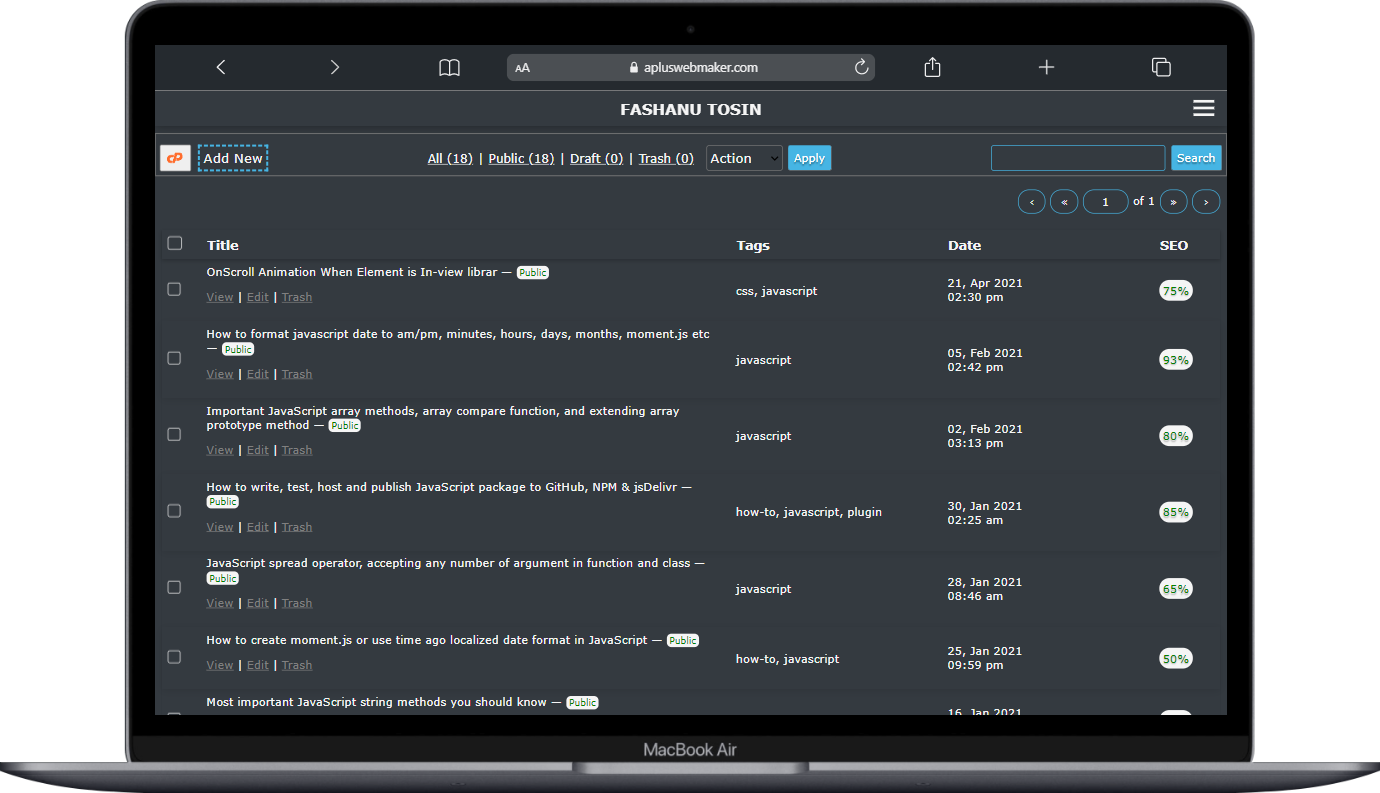 AA apluswebmaker.com
FASHANU TOSIN
cP Add New All (18) | Public (18) | Draft (0) | Trash (0) Action Apply Search
‹ « 1 of 1 » ›
Title Tags Date SEO
OnScroll Animation When Element is In-view librar — Public
View | Edit | Trash
css, javascript
21, Apr 2021
02:30 pm
75%
How to format javascript date to am/pm, minutes, hours, days, months, moment.js etc
— Public
View | Edit | Trash
javascript
05, Feb 2021
02:42 pm
93%
Important JavaScript array methods, array compare function, and extending array
prototype method — Public
View | Edit | Trash
javascript
02, Feb 2021
03:13 pm
80%
How to write, test, host and publish JavaScript package to GitHub, NPM & jsDelivr —
Public
View | Edit | Trash
how-to, javascript, plugin
30, Jan 2021
02:25 am
85%
JavaScript spread operator, accepting any number of argument in function and class —
Public
View | Edit | Trash
javascript
28, Jan 2021
08:46 am
65%
How to create moment.js or use time ago localized date format in JavaScript — Public
View | Edit | Trash
how-to, javascript
25, Jan 2021
09:59 pm
50%
Most important JavaScript string methods you should know — Public
16, Jan 2021
MacBook Air